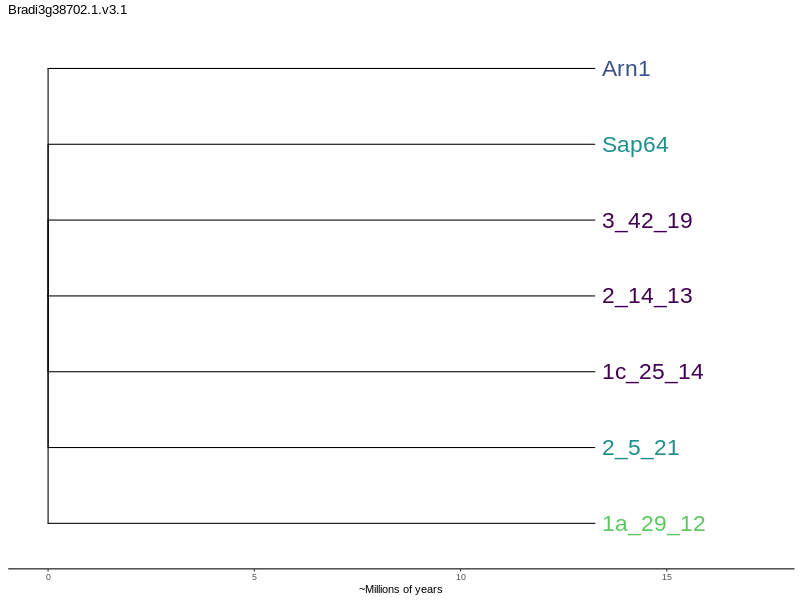 Bradi3g38702.1.v3.1
Arn1
Sap64
3_42_19
2_14_13
1c_25_14
2_5_21
1a_29_12
0 5 10 15
~Millions of years